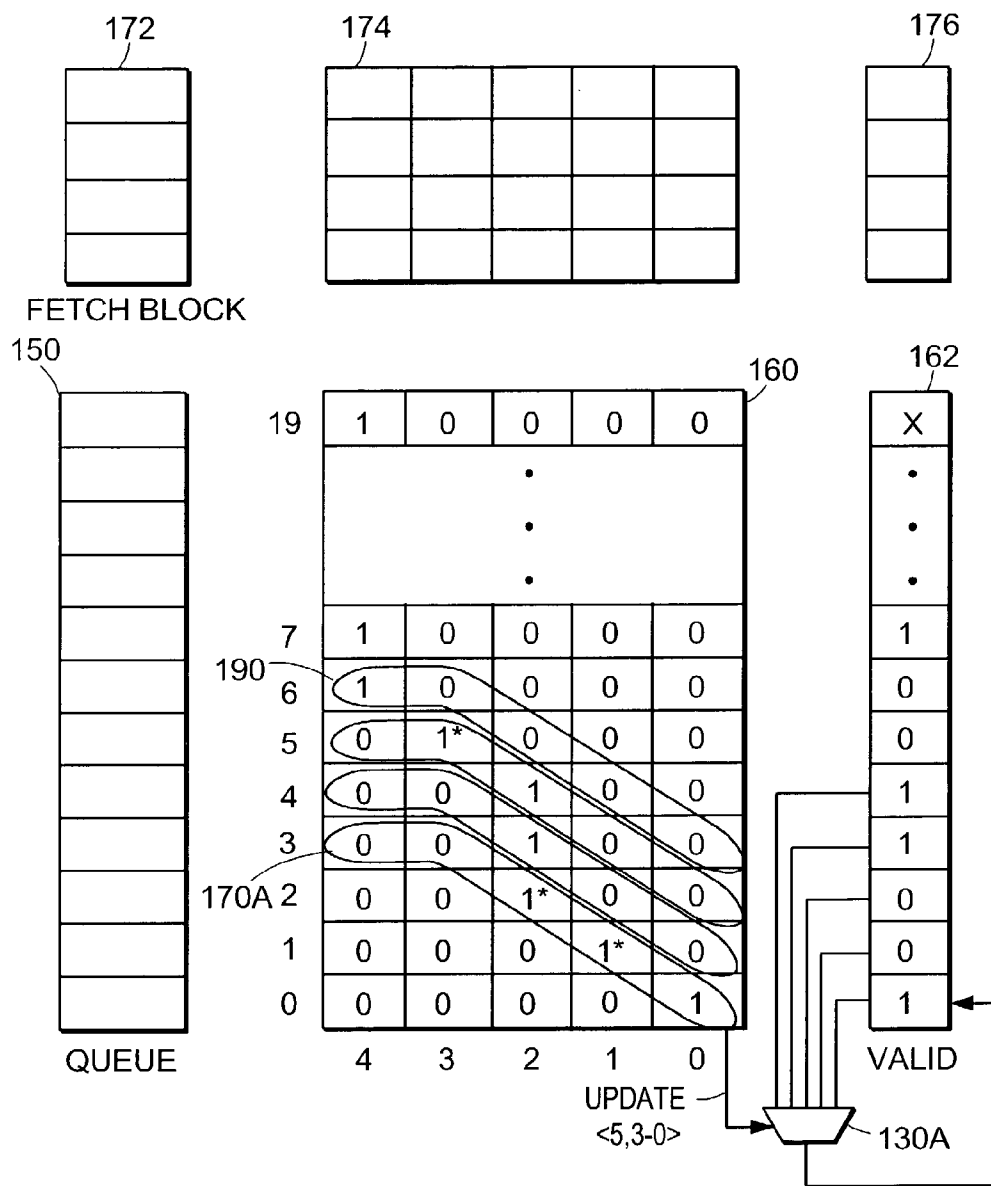 172
174
176
FETCH BLOCK
150
160
162
19 1 0 0 0 0 X
7 1 0 0 0 0 1
190
6 1 0 0 0 0 0
5 0 1* 0 0 0 0
4 0 0 1 0 0 1
3 0 0 1 0 0 1
170A
2 0 0 1* 0 0 0
1 0 0 0 1* 0 0
0 0 0 0 0 1 1
QUEUE
4 3 2 1 0
VALID
UPDATE
<5,3-0>
130A